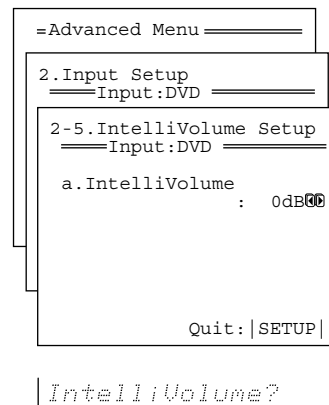 Advanced Menu
2.Input Setup
Input:DVD
2-5.IntelliVolume Setup
Input:DVD
a.IntelliVolume
: 0dB
Quit:|SETUP|
IntelliVolume?